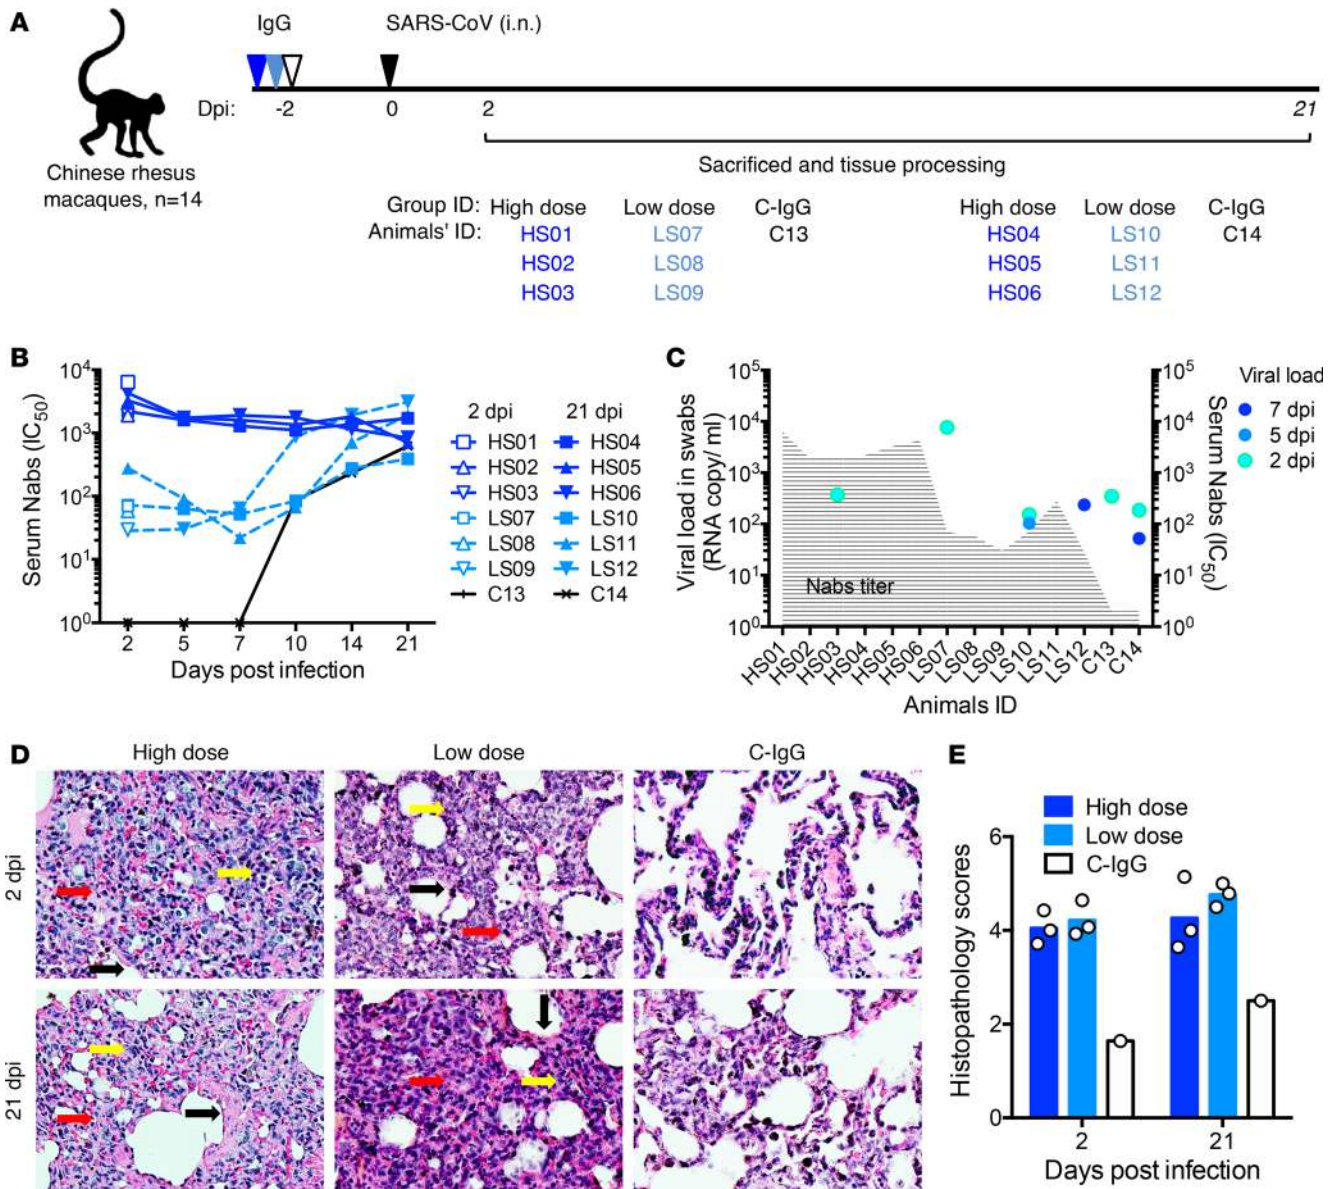 A
IgG
SARS-CoV (i.n.)
Dpi:
-2
0
2
21
Chinese rhesus
macaques, n=14
Sacrificed and tissue processing
Group ID: High dose Low dose C-IgG High dose Low dose C-IgG
Animals' ID: HS01 LS07 C13 HS04 LS10 C14
HS02 LS08 HS05 LS11
HS03 LS09 HS06 LS12
B
Serum Nabs (IC50)
10^4
10^3
10^2
10^1
10^0
2 5 7 10 14 21
Days post infection
2 dpi 21 dpi
HS01 HS04
HS02 HS05
HS03 HS06
LS07 LS10
LS08 LS11
LS09 LS12
C13 C14
C
Viral load in swabs
(RNA copy/ ml)
10^5
10^4
10^3
10^2
10^1
10^0
Nabs titer
10^5
10^4
10^3
10^2
10^1
10^0
Serum Nabs (IC50)
HS01 HS02 HS03 HS04 HS05 HS06 LS07 LS08 LS09 LS10 LS11 LS12 C13 C14
Animals ID
Viral load
7 dpi
5 dpi
2 dpi
D
High dose Low dose C-IgG
2 dpi
21 dpi
E
High dose
Low dose
C-IgG
Histopathology scores
6
4
2
0
2 21
Days post infection